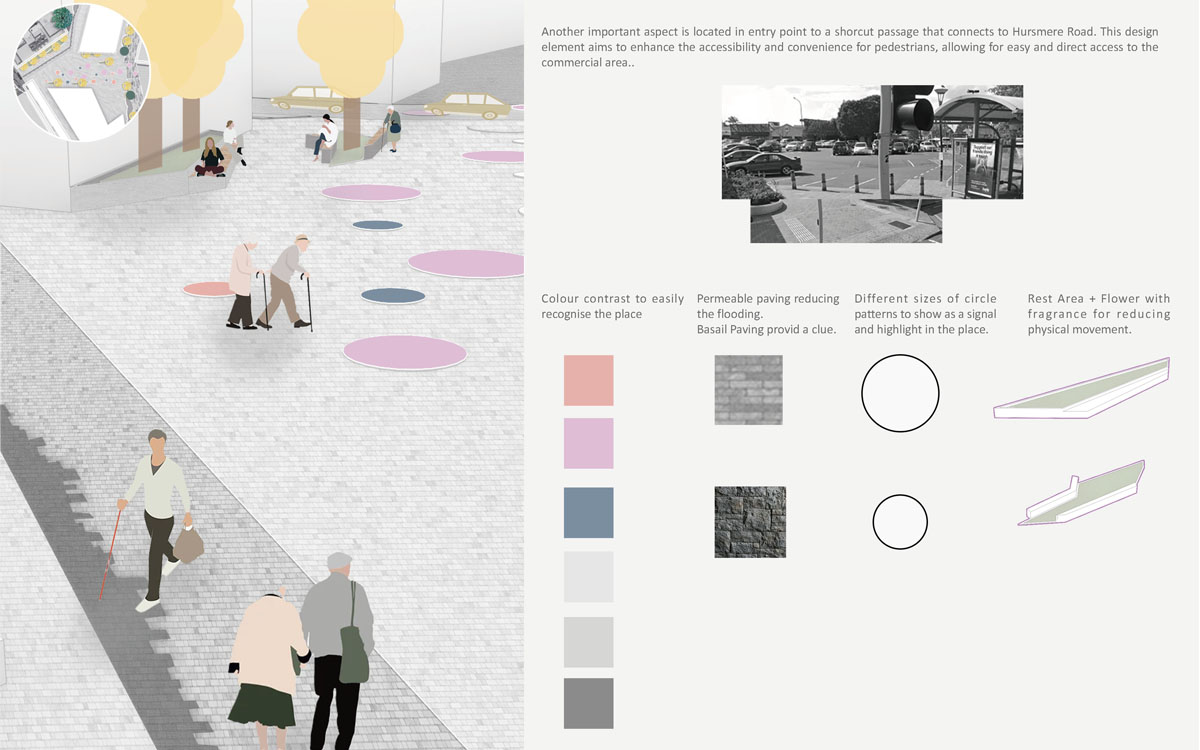 Another important aspect is located in entry point to a shorcut passage that connects to Hursmere Road. This design
element aims to enhance the accessibility and convenience for pedestrians, allowing for easy and direct access to the
commercial area..
Colour contrast to easily
recognise the place
Permeable paving reducing
the flooding.
Basail Paving provid a clue.
Different sizes of circle
patterns to show as a signal
and highlight in the place.
Rest Area + Flower with
fragrance for reducing
physical movement.